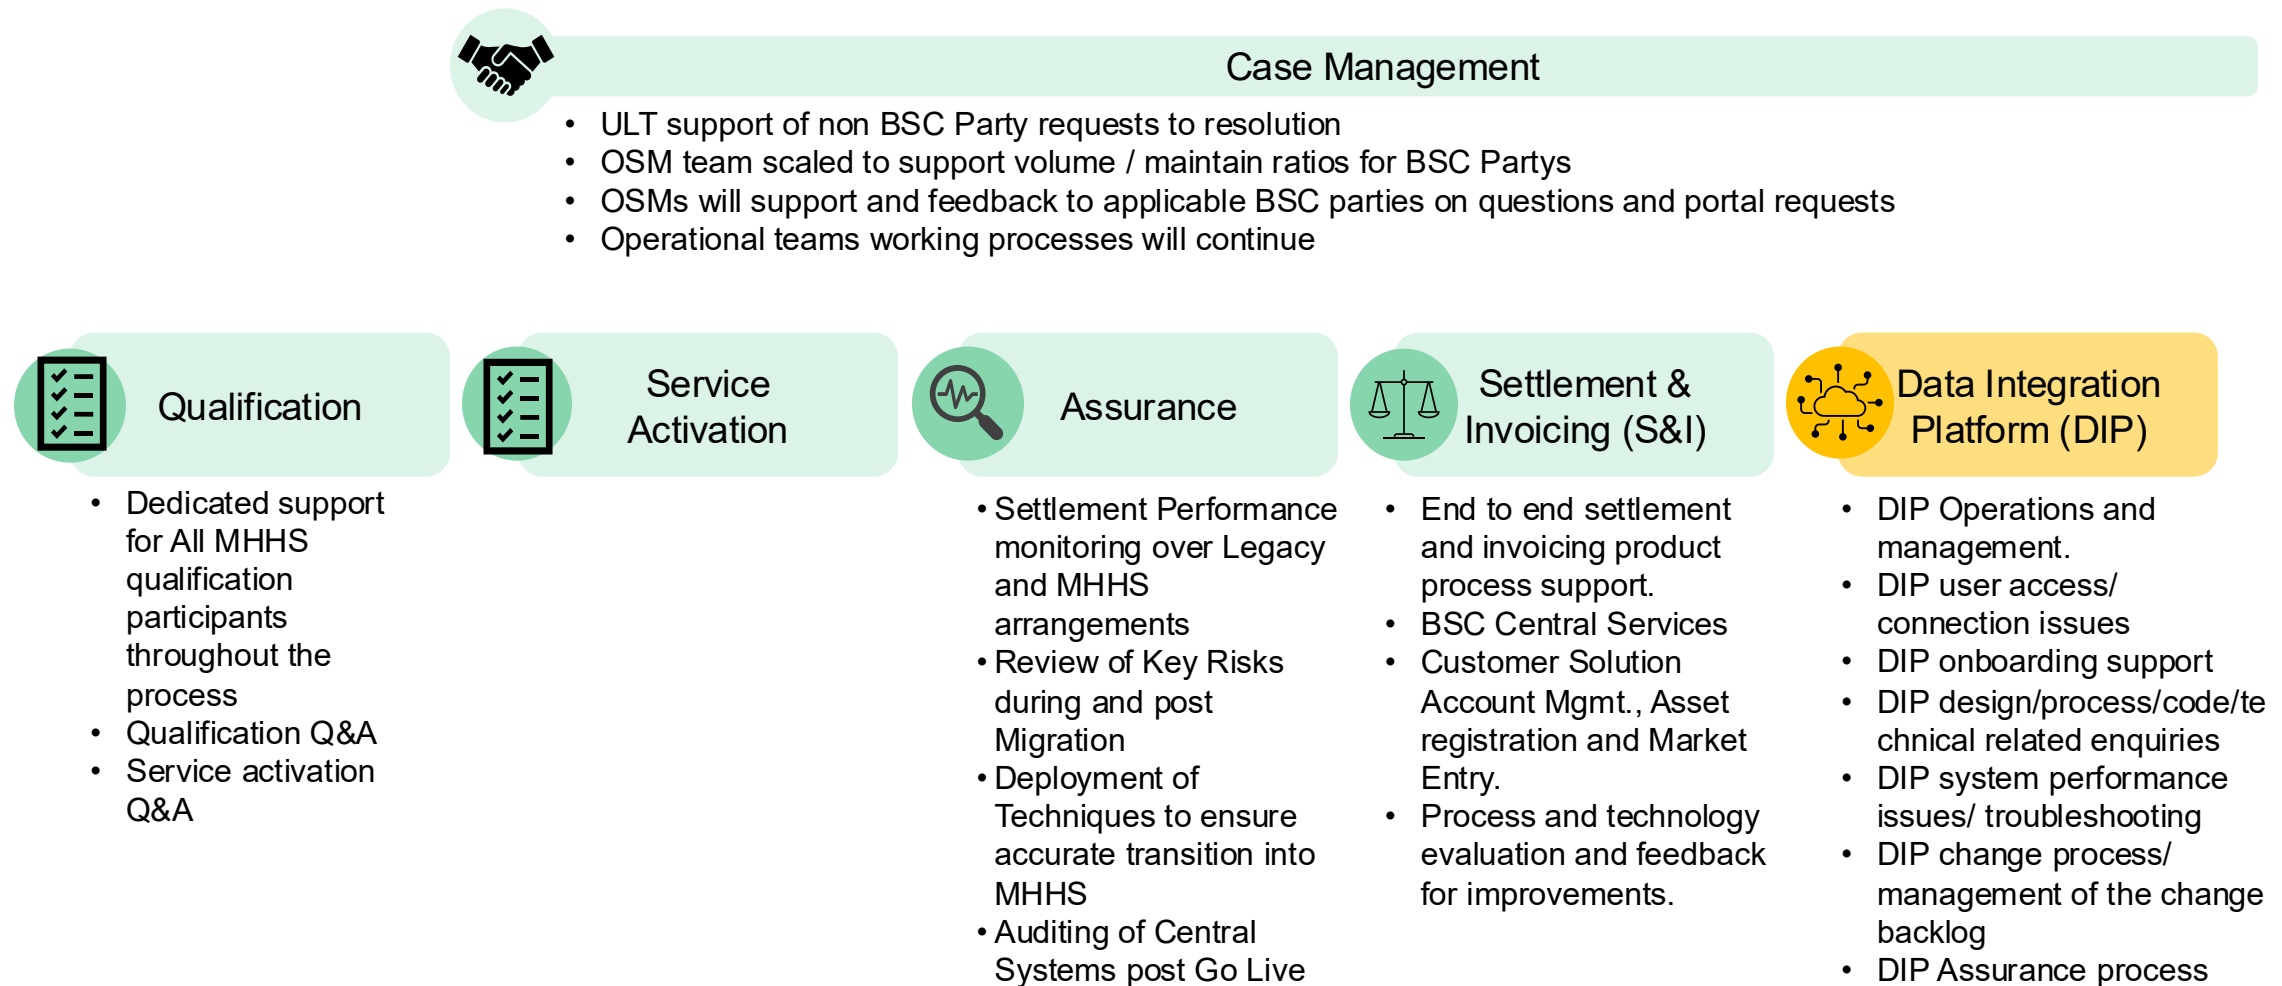 Case Management
• ULT support of non BSC Party requests to resolution
• OSM team scaled to support volume / maintain ratios for BSC Partys
• OSMs will support and feedback to applicable BSC parties on questions and portal requests
• Operational teams working processes will continue
Qualification
• Dedicated support
for All MHHS
qualification
participants
throughout the
process
• Qualification Q&A
• Service activation
Q&A
Service
Activation
Assurance
• Settlement Performance
monitoring over Legacy
and MHHS
arrangements
• Review of Key Risks
during and post
Migration
• Deployment of
Techniques to ensure
accurate transition into
MHHS
• Auditing of Central
Systems post Go Live
Settlement &
Invoicing (S&I)
• End to end settlement
and invoicing product
process support.
• BSC Central Services
• Customer Solution
Account Mgmt., Asset
registration and Market
Entry.
• Process and technology
evaluation and feedback
for improvements.
Data Integration
Platform (DIP)
• DIP Operations and
management.
• DIP user access/
connection issues
• DIP onboarding support
• DIP design/process/code/te
chnical related enquiries
• DIP system performance
issues/ troubleshooting
• DIP change process/
management of the change
backlog
• DIP Assurance process